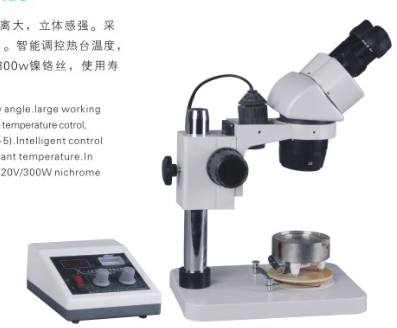 离大，立体感强。采
。智能调控热台温度，
300w镍铬丝，使用寿
angle.large working
temperature cotrol,
-5).Intelligent control
ant temperature.In
20V/300W nichrome